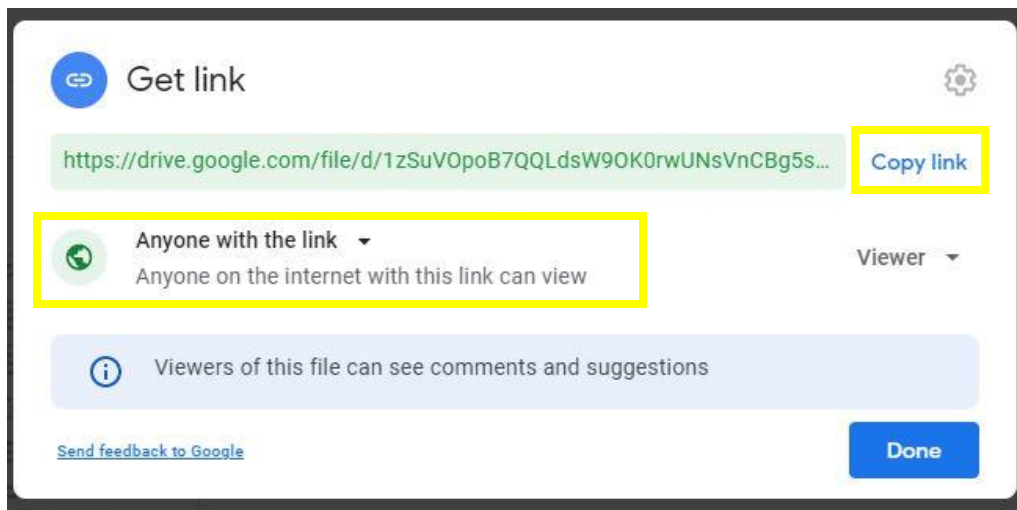 Get link
https://drive.google.com/file/d/1zSuVOpoB7QQLdsW9OK0rwUNsVnCBg5s...
Copy link
Anyone with the link
Anyone on the internet with this link can view
Viewer
Viewers of this file can see comments and suggestions
Send feedback to Google
Done